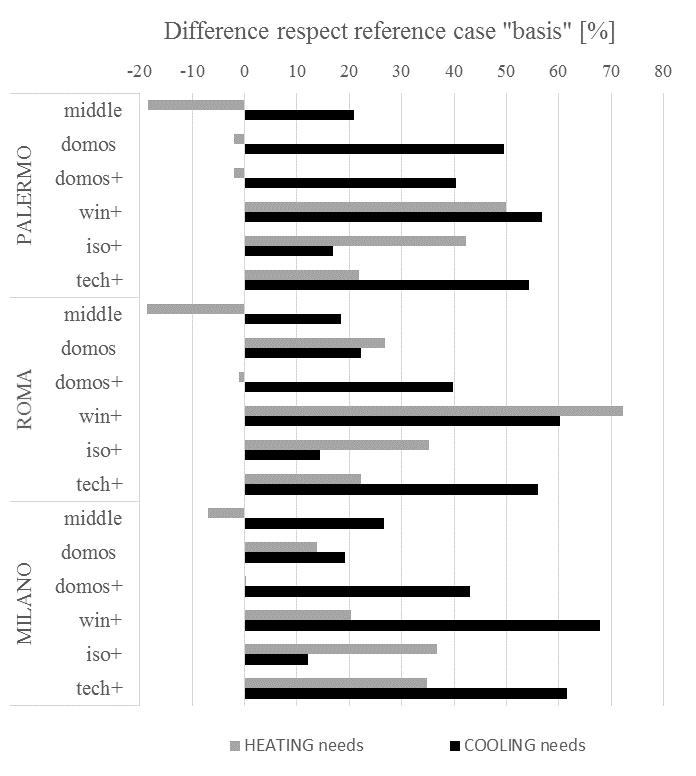 Difference respect reference case "basis" [%]
-20 0 10 20 30 40 50 60 70 80
PALERMO
middle
domos
domos+
win+
iso+
tech+
ROMA
middle
domos
domos+
win+
iso+
tech+
MILANO
middle
domos
domos+
win+
iso+
tech+
HEATING needs COOLING needs